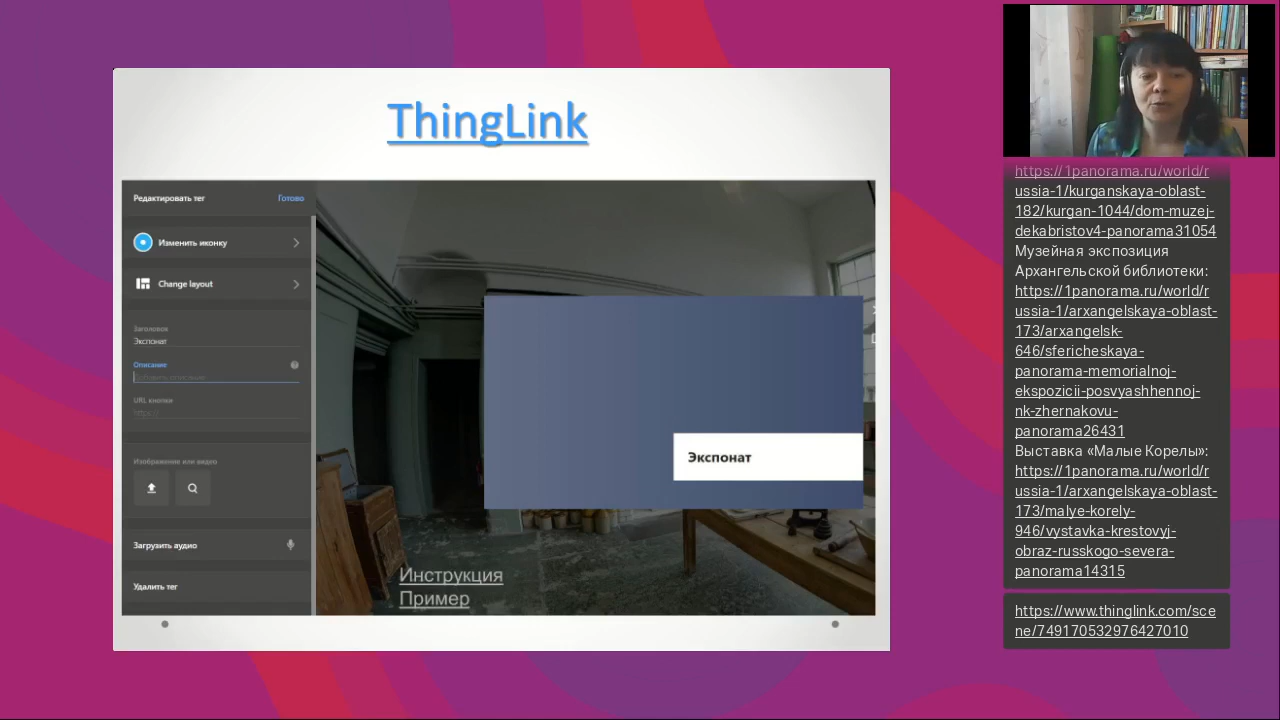 ThingLink
Редактировать тег
Готово
Изменить иконку
Change layout
Заголовок
Экспонат
Описание
Добавить описание
URL кнопки
https://
Изображения или видео
Загрузить аудио
Удалить тег
Экспонат
Инструкция
Пример
https://1panorama.ru/world/r
ussia-1/kurganskaya-oblast-
182/kurgan-1044/dom-muzej-
dekabristov4-panorama31054
Музейная экспозиция
Архангельской библиотеки:
https://1panorama.ru/world/r
ussia-1/arxangelskaya-oblast-
173/arxangelsk-
646/sfericheskaya-
panorama-memorialnoj-
ekspozicii-posvyashhennoj-
nk-zhernakovu-
panorama26431
Выставка «Малые Корелы»:
https://1panorama.ru/world/r
ussia-1/arxangelskaya-oblast-
173/malye-korely-
946/vystavka-krestovyj-
obraz-russkogo-severa-
panorama14315
https://www.thinglink.com/sce
ne/749170532976427010